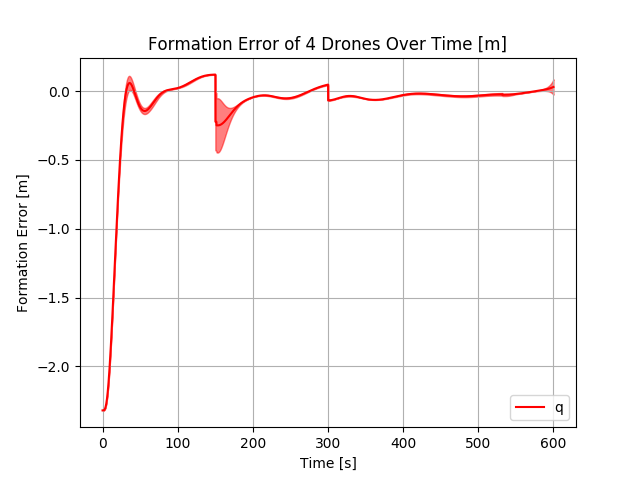 Formation Error of 4 Drones Over Time [m]
Formation Error [m]
0.0
−0.5
−1.0
−1.5
−2.0
q
0 100 200 300 400 500 600
Time [s]